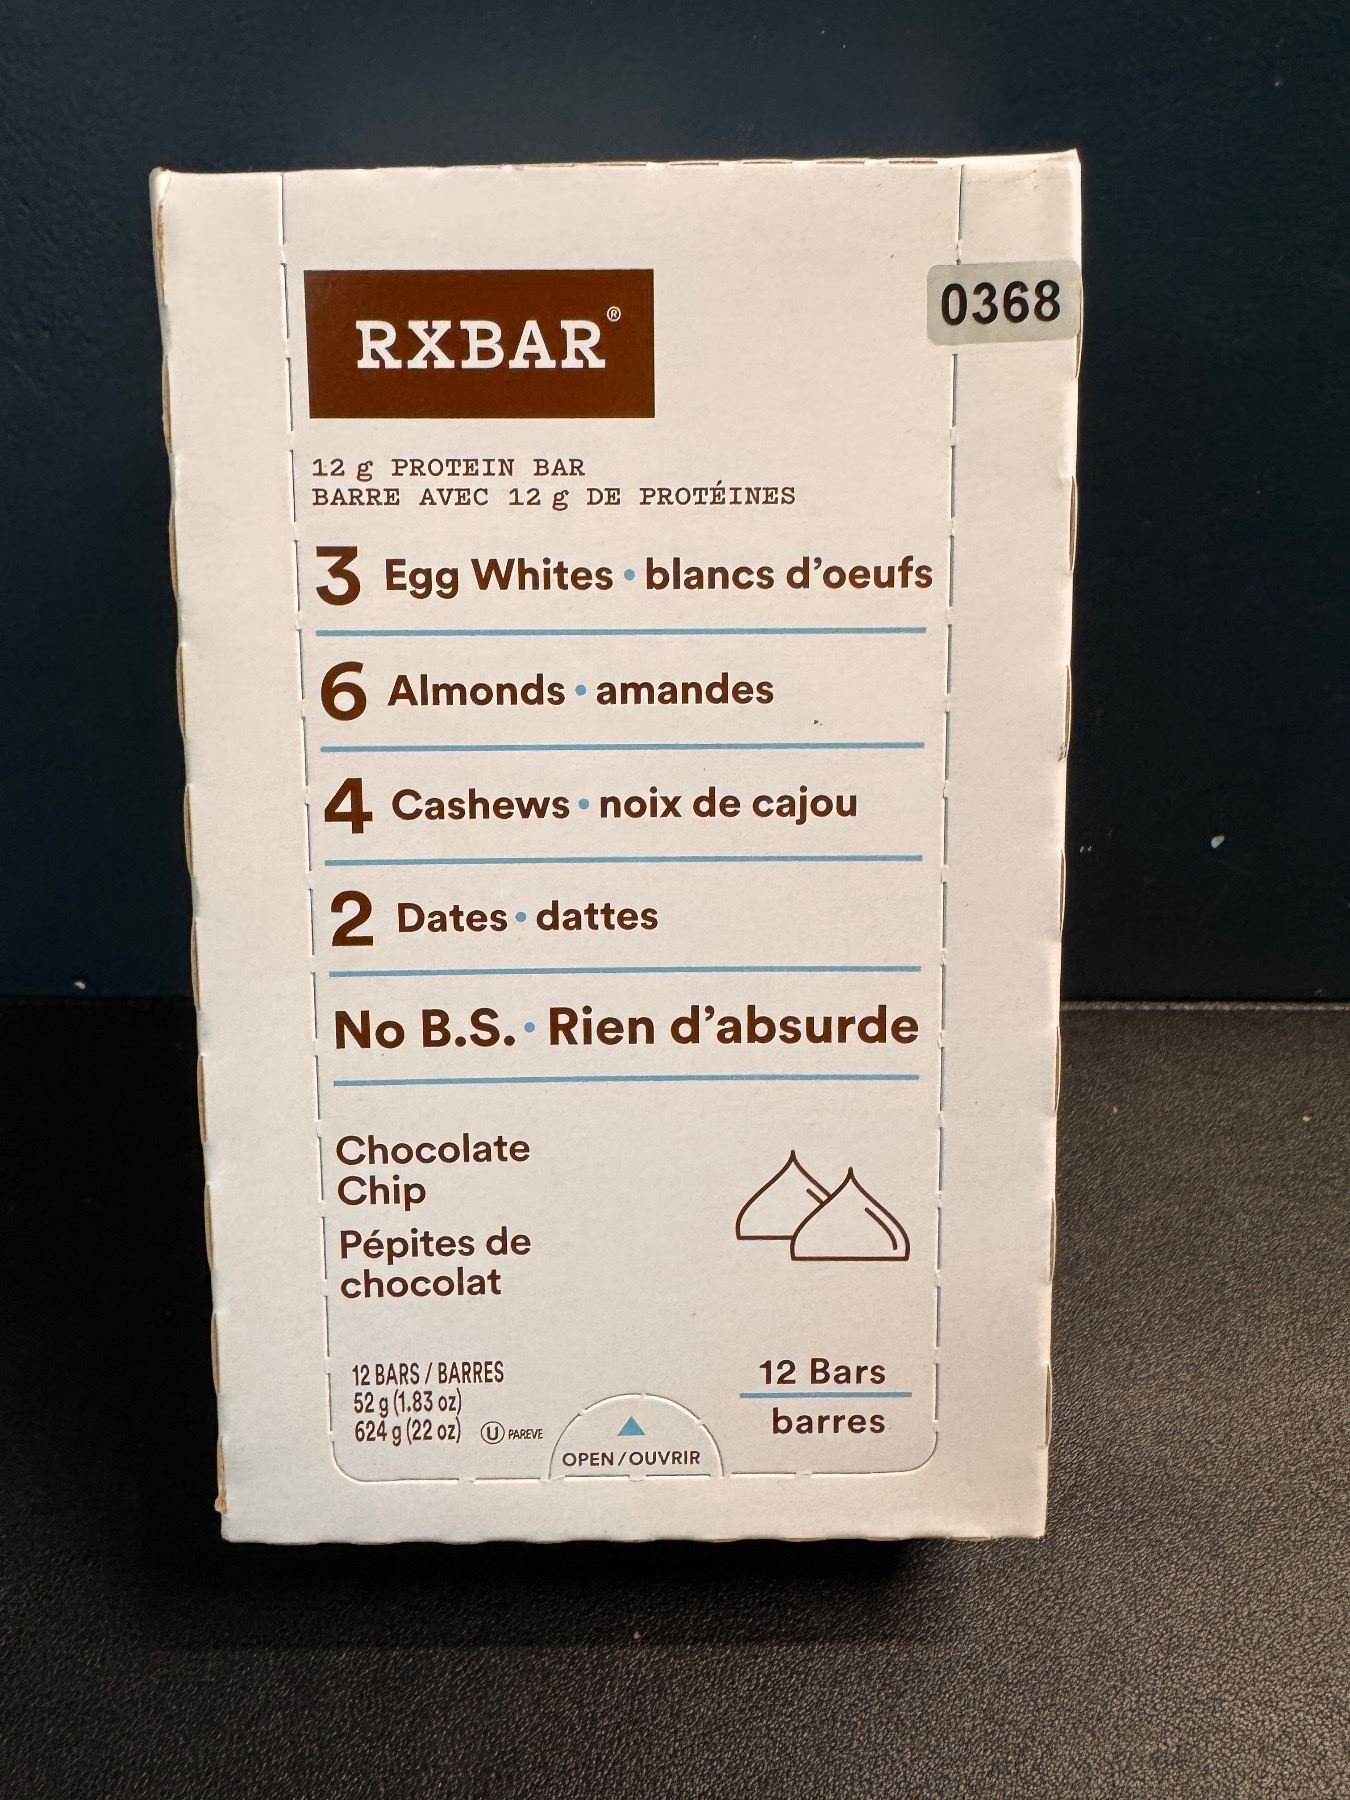 RXBAR®
0368
12 g PROTEIN BAR
BARRE AVEC 12 g DE PROTÉINES
3 Egg Whites • blancs d'oeufs
6 Almonds • amandes
4 Cashews • noix de cajou
2 Dates • dattes
No B.S. • Rien d'absurde
Chocolate
Chip
Pépites de
chocolat
12 BARS / BARRES
52 g (1.83 oz)
624 g (22 oz) U PAREVE
OPEN / OUVRIR
12 Bars
barres